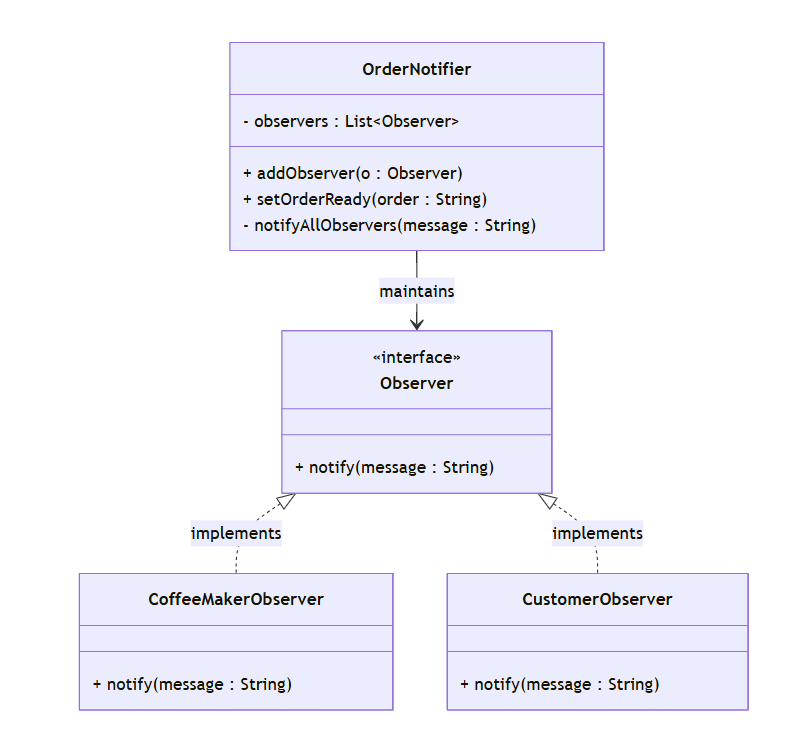 OrderNotifier
- observers : List<Observer>
+ addObserver(o : Observer)
+ setOrderReady(order : String)
- notifyAllObservers(message : String)
maintains
«interface»
Observer
+ notify(message : String)
implements
implements
CoffeeMakerObserver
+ notify(message : String)
CustomerObserver
+ notify(message : String)